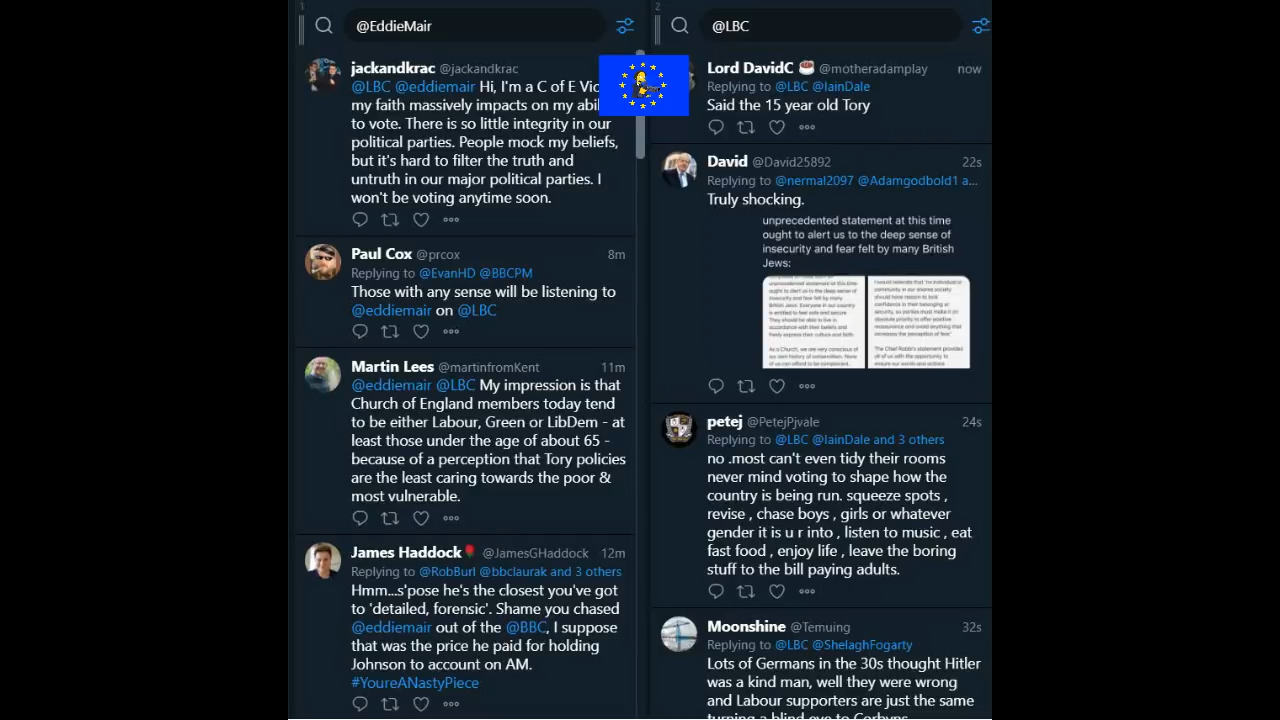 1
@EddieMair
jackandkrac @jackandkrac
@LBC @eddiemair Hi, I'm a C of E Vic
my faith massively impacts on my abi
to vote. There is so little integrity in our
political parties. People mock my beliefs,
but it's hard to filter the truth and
untruth in our major political parties. I
won't be voting anytime soon.
Paul Cox @prcox 8m
Replying to @EvanHD @BBCPM
Those with any sense will be listening to
@eddiemair on @LBC
Martin Lees @martinfromKent 11m
@eddiemair @LBC My impression is that
Church of England members today tend
to be either Labour, Green or LibDem - at
least those under the age of about 65 -
because of a perception that Tory policies
are the least caring towards the poor &
most vulnerable.
James Haddock @JamesGHaddock 12m
Replying to @RobBurl @bbclaurak and 3 others
Hmm...s'pose he's the closest you've got
to 'detailed, forensic'. Shame you chased
@eddiemair out of the @BBC, I suppose
that was the price he paid for holding
Johnson to account on AM.
#YoureANastyPiece
2
@LBC
Lord DavidC @motheradamplay now
Replying to @LBC @IainDale
Said the 15 year old Tory
David @David25892 22s
Replying to @nermal2097 @Adamgodbold1 a...
Truly shocking.
unprecedented statement at this time
ought to alert us to the deep sense of
insecurity and fear felt by many British
Jews:
petej @PetejPjvale 24s
Replying to @LBC @IainDale and 3 others
no .most can't even tidy their rooms
never mind voting to shape how the
country is being run. squeeze spots ,
revise , chase boys , girls or whatever
gender it is u r into , listen to music , eat
fast food , enjoy life , leave the boring
stuff to the bill paying adults.
Moonshine @Temuing 32s
Replying to @LBC @ShelaghFogarty
Lots of Germans in the 30s thought Hitler
was a kind man, well they were wrong
and Labour supporters are just the same
turning a blind eye to Corbyns